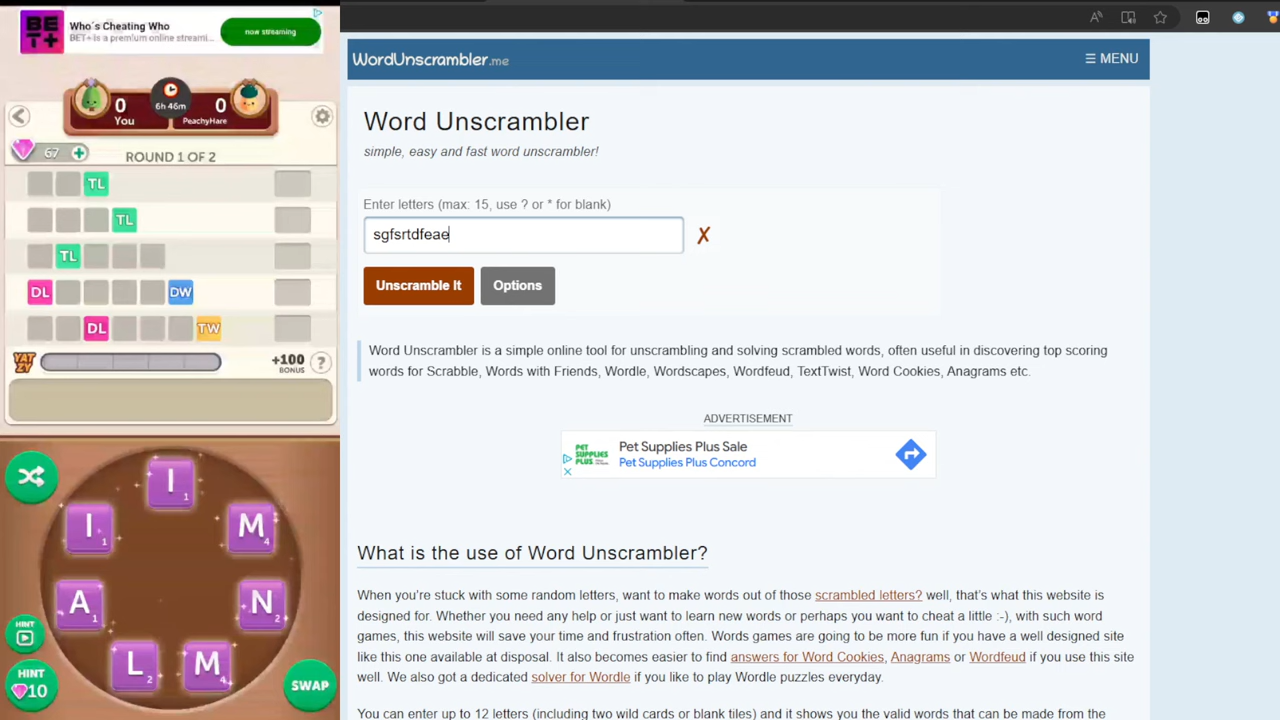 BET+
Who's Cheating Who
BET+ is a premium online streami...
now streaming
0
You
6h 46m
0
PeachyHare
67
ROUND 1 OF 2
TL
TL
TL
DL
DW
DL
TW
YATZY
+100
BONUS
?
I 1
I 1
M 4
A 1
N 2
L 2
M 4
HINT
HINT
10
SWAP
WordUnscrambler.me
☰ MENU
Word Unscrambler
simple, easy and fast word unscrambler!
Enter letters (max: 15, use ? or * for blank)
sgfsrtdfeae
X
Unscramble It
Options
Word Unscrambler is a simple online tool for unscrambling and solving scrambled words, often useful in discovering top scoring
words for Scrabble, Words with Friends, Wordle, Wordscapes, Wordfeud, TextTwist, Word Cookies, Anagrams etc.
ADVERTISEMENT
PET SUPPLIES PLUS
Pet Supplies Plus Sale
Pet Supplies Plus Concord
What is the use of Word Unscrambler?
When you're stuck with some random letters, want to make words out of those scrambled letters? well, that's what this website is
designed for. Whether you need any help or just want to learn new words or perhaps you want to cheat a little :-), with such word
games, this website will save your time and frustration often. Words games are going to be more fun if you have a well designed site
like this one available at disposal. It also becomes easier to find answers for Word Cookies, Anagrams or Wordfeud if you use this site
well. We also got a dedicated solver for Wordle if you like to play Wordle puzzles everyday.
You can enter up to 12 letters (including two wild cards or blank tiles) and it shows you the valid words that can be made from the